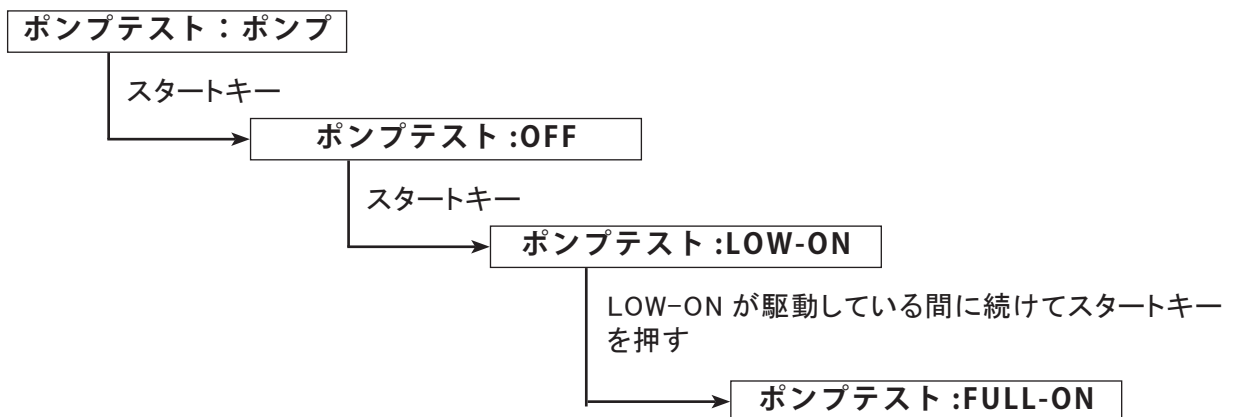 ポンプテスト：ポンプ
スタートキー
ポンプテスト :OFF
スタートキー
ポンプテスト :LOW-ON
LOW-ON が駆動している間に続けてスタートキー
を押す
ポンプテスト :FULL-ON